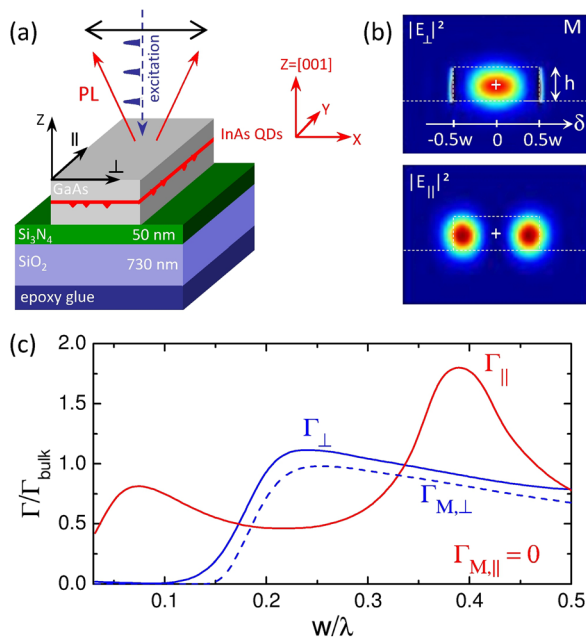 (a)
excitation
PL
Z=[001]
Y
X
Z
||
⊥
InAs QDs
GaAs
Si₃N₄ 50 nm
SiO₂ 730 nm
epoxy glue
(b)
|E⊥|² M
h
δ
-0.5w 0 0.5w
|E||||²
(c)
2.0
1.5
1.0
0.5
0.0
Γ/Γbulk
Γ||
Γ⊥
ΓM,⊥
ΓM,|| = 0
0.1 0.2 0.3 0.4 0.5
w/λ